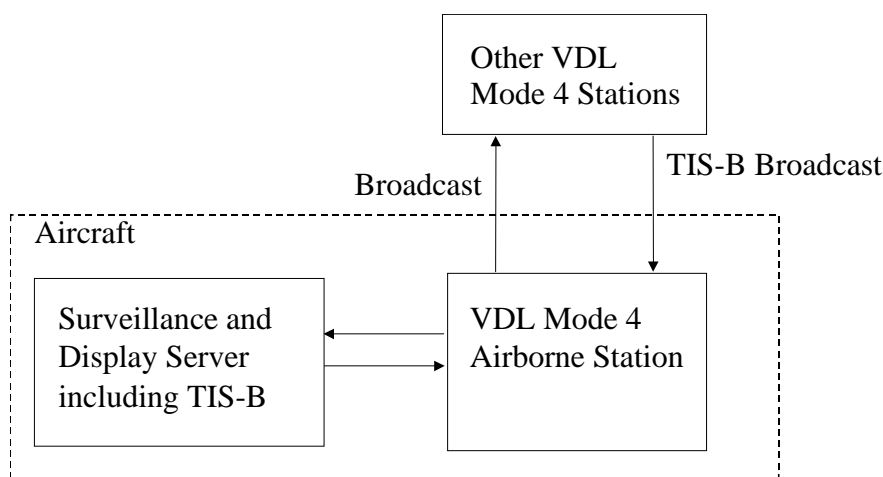 Other VDL
Mode 4 Stations
Broadcast
TIS-B Broadcast
Aircraft
Surveillance and
Display Server
including TIS-B
VDL Mode 4
Airborne Station